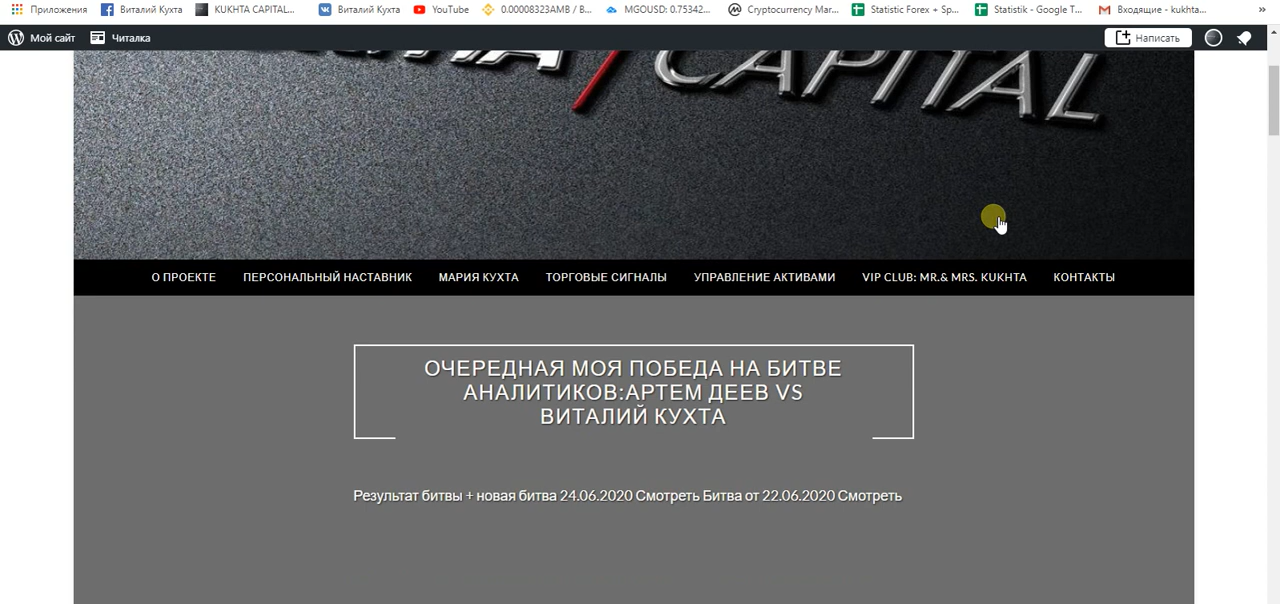 Приложения Виталий Кухта KUKHTA CAPITAL... Виталий Кухта YouTube 0.00008323AMB / B... MGOUSD: 0.75342... Cryptocurrency Mar... Statistic Forex + Sp... Statistik - Google T... Входящие - kukhta... »
Мой сайт Читалка Написать
/CAPITAL
О ПРОЕКТЕ ПЕРСОНАЛЬНЫЙ НАСТАВНИК МАРИЯ КУХТА ТОРГОВЫЕ СИГНАЛЫ УПРАВЛЕНИЕ АКТИВАМИ VIP CLUB: MR.& MRS. KUKHTA КОНТАКТЫ
ОЧЕРЕДНАЯ МОЯ ПОБЕДА НА БИТВЕ
АНАЛИТИКОВ:АРТЕМ ДЕЕВ VS
ВИТАЛИЙ КУХТА
Результат битвы + новая битва 24.06.2020 Смотреть Битва от 22.06.2020 Смотреть